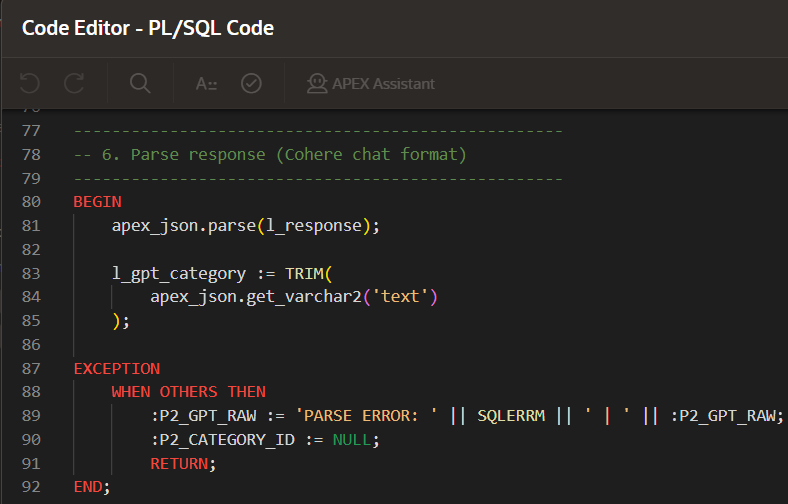 Code Editor - PL/SQL Code
APEX Assistant
77 --------------------------------------------------
78 -- 6. Parse response (Cohere chat format)
79 --------------------------------------------------
80 BEGIN
81 apex_json.parse(l_response);
82
83 l_gpt_category := TRIM(
84 apex_json.get_varchar2('text')
85 );
86
87 EXCEPTION
88 WHEN OTHERS THEN
89 :P2_GPT_RAW := 'PARSE ERROR: ' || SQLERRM || ' | ' || :P2_GPT_RAW;
90 :P2_CATEGORY_ID := NULL;
91 RETURN;
92 END;